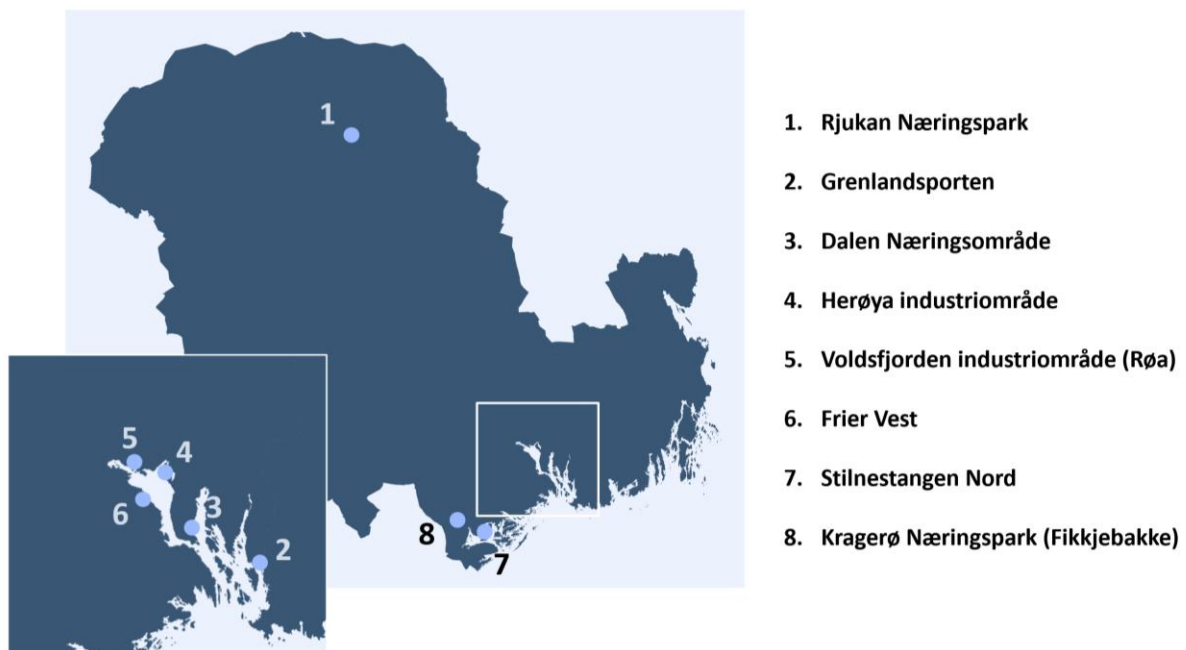 1
5
4
6
3
2
8
7
1. Rjukan Næringspark
2. Grenlandsporten
3. Dalen Næringsområde
4. Herøya industriområde
5. Voldsfjorden industriområde (Røa)
6. Frier Vest
7. Stilnestangen Nord
8. Kragerø Næringspark (Fikkjebakke)